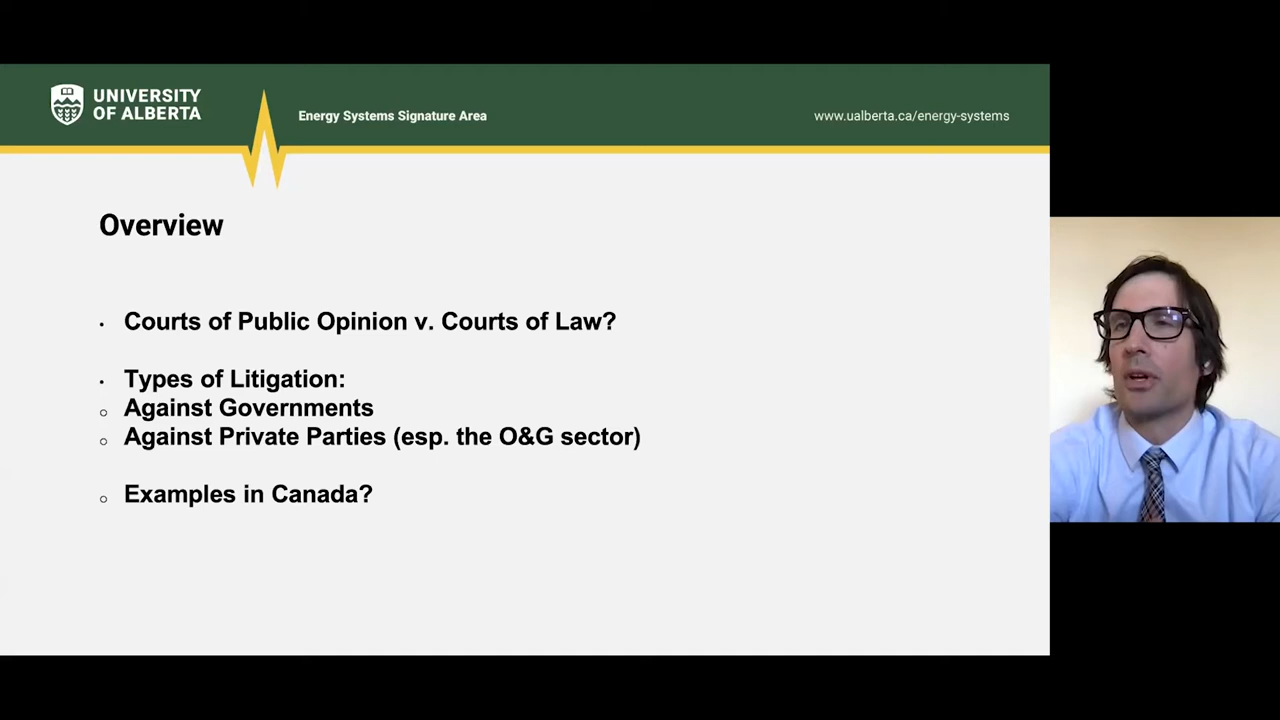 UNIVERSITY
OF ALBERTA
Energy Systems Signature Area
www.ualberta.ca/energy-systems
Overview
• Courts of Public Opinion v. Courts of Law?
• Types of Litigation:
○ Against Governments
○ Against Private Parties (esp. the O&G sector)
○ Examples in Canada?